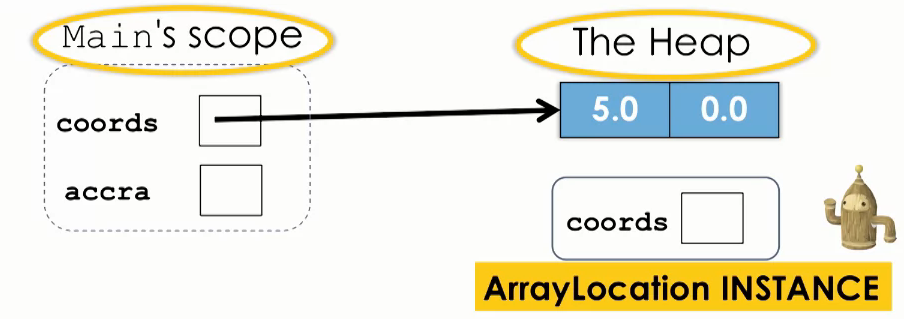 Main's scope
The Heap
coords
5.0 0.0
accra
coords
ArrayLocation INSTANCE